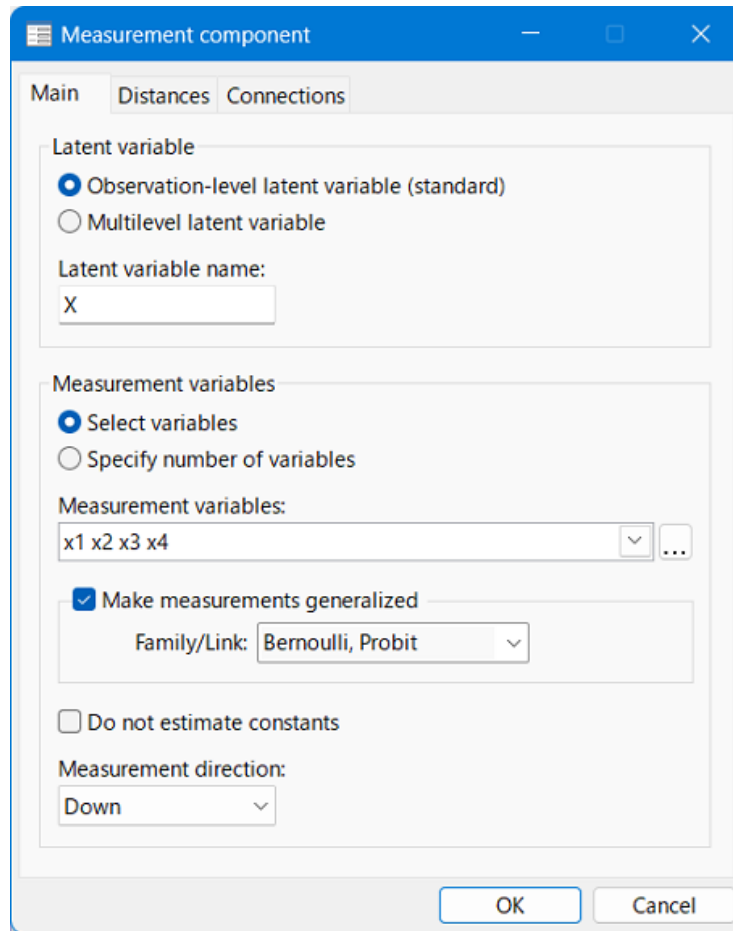 Measurement component
Main Distances Connections
Latent variable
Observation-level latent variable (standard)
Multilevel latent variable
Latent variable name:
X
Measurement variables
Select variables
Specify number of variables
Measurement variables:
x1 x2 x3 x4
...
Make measurements generalized
Family/Link: Bernoulli, Probit
Do not estimate constants
Measurement direction:
Down
OK Cancel